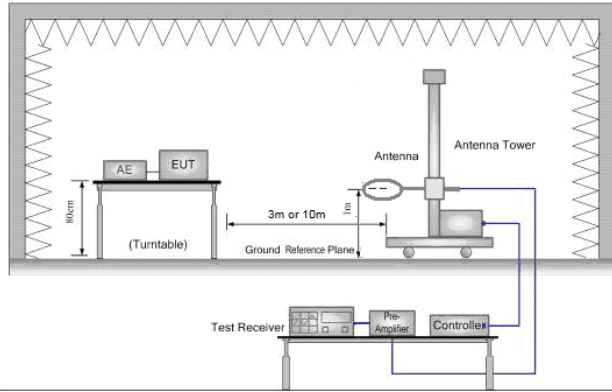 Antenna Tower
Antenna
AE
EUT
80cm
1m
3m or 10m
(Turntable)
Ground Reference Plane
Test Receiver
Pre-
Amplifier
Controller